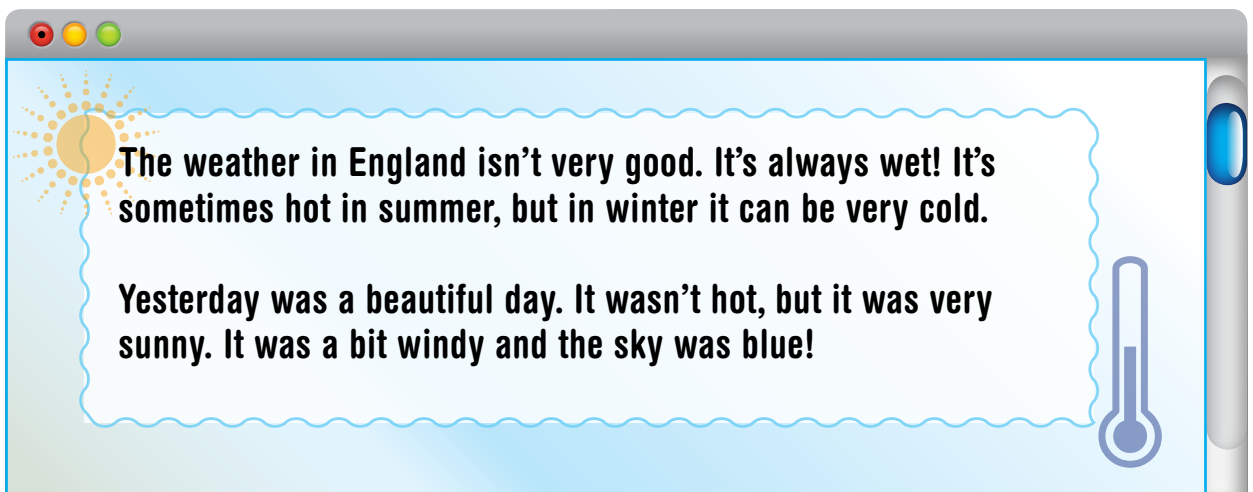 The weather in England isn’t very good. It’s always wet! It’s
sometimes hot in summer, but in winter it can be very cold.
Yesterday was a beautiful day. It wasn’t hot, but it was very
sunny. It was a bit windy and the sky was blue!